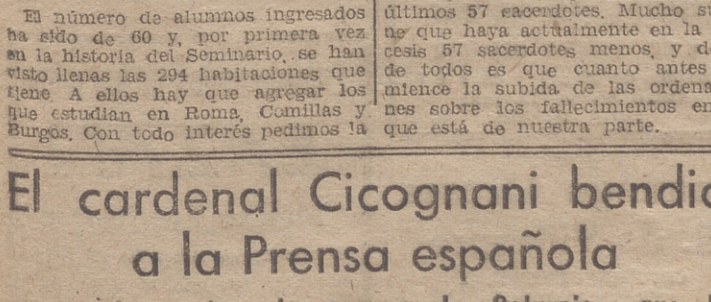 El número de alumnos ingresados
ha sido de 60 y, por primera vez
en la historia del Seminario, se han
visto llenas las 294 habitaciones que
tiene. A ellos hay que agregar los
que estudian en Roma, Comillas y
Burgos. Con todo interés pedimos la
últimos 57 sacerdotes. Mucho
ne que haya actualmente en la
cesis 57 sacerdotes menos, y
de todos es que cuanto antes
mience la subida de las ordena
nes sobre los fallecimientos en
que está de nuestra parte.
El cardenal Cicognani bendic
a la Prensa española